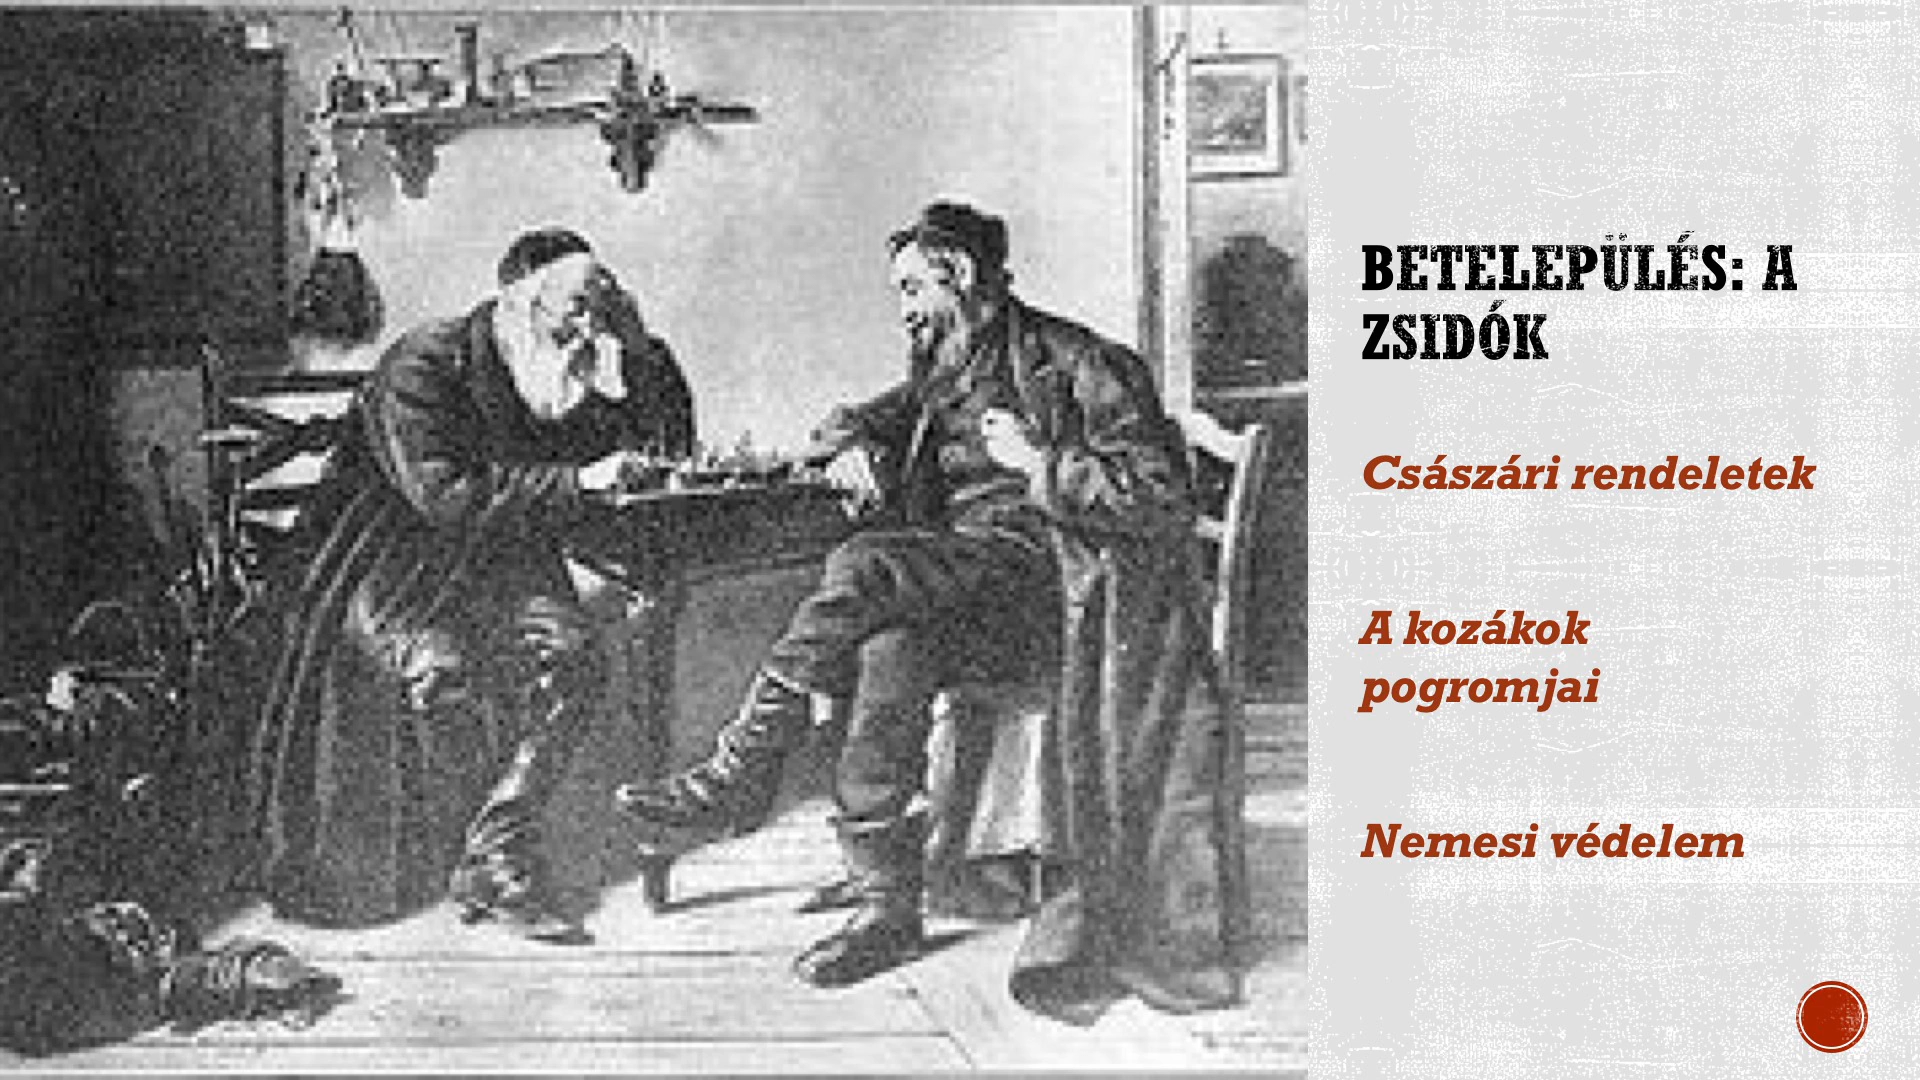 BETELEPÜLÉS: A
ZSIDÓK
Császári rendeletek
A kozákok
pogromjai
Nemesi védelem